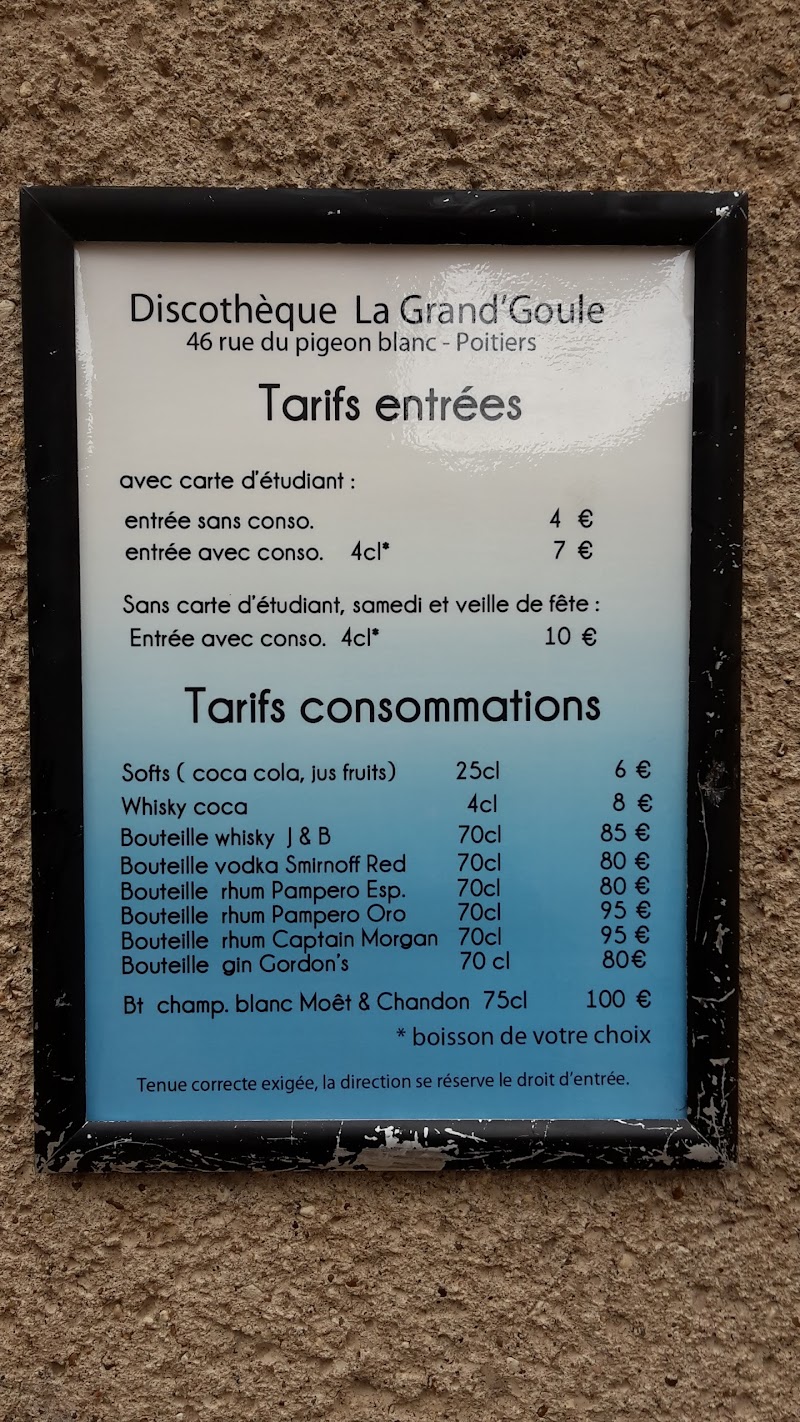 Discothèque La Grand'Goule
46 rue du pigeon blanc - Poitiers
Tarifs entrées
avec carte d'étudiant :
entrée sans conso. 4 €
entrée avec conso. 4cl* 7 €
Sans carte d'étudiant, samedi et veille de fête :
Entrée avec conso. 4cl* 10 €
Tarifs consommations
Softs ( coca cola, jus fruits) 25cl 6 €
Whisky coca 4cl 8 €
Bouteille whisky J & B 70cl 85 €
Bouteille vodka Smirnoff Red 70cl 80 €
Bouteille rhum Pampero Esp. 70cl 80 €
Bouteille rhum Pampero Oro 70cl 95 €
Bouteille rhum Captain Morgan 70cl 95 €
Bouteille gin Gordon's 70 cl 80€
Bt champ. blanc Moêt & Chandon 75cl 100 €
* boisson de votre choix
Tenue correcte exigée, la direction se réserve le droit d'entrée.